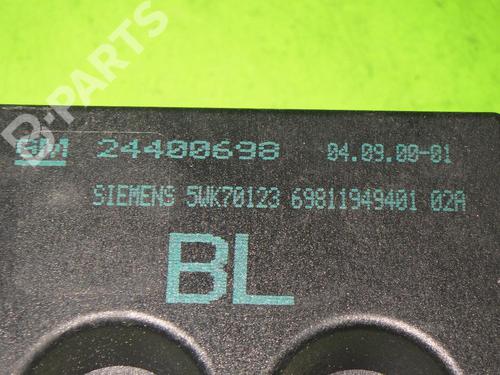 B-PARTS
GM 24400698 04.09.00-01
SIEMENS 5WK70123 69811949401 02A
BL